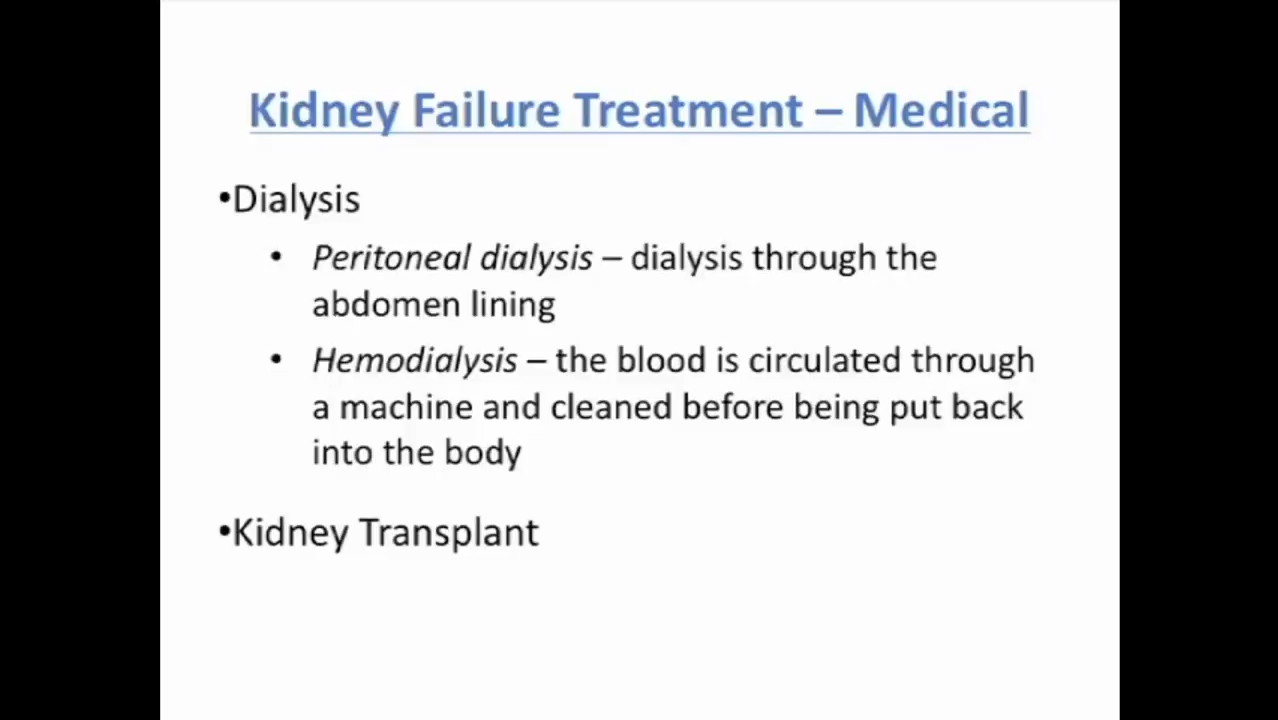 Kidney Failure Treatment – Medical
•Dialysis
• Peritoneal dialysis – dialysis through the
abdomen lining
• Hemodialysis – the blood is circulated through
a machine and cleaned before being put back
into the body
•Kidney Transplant